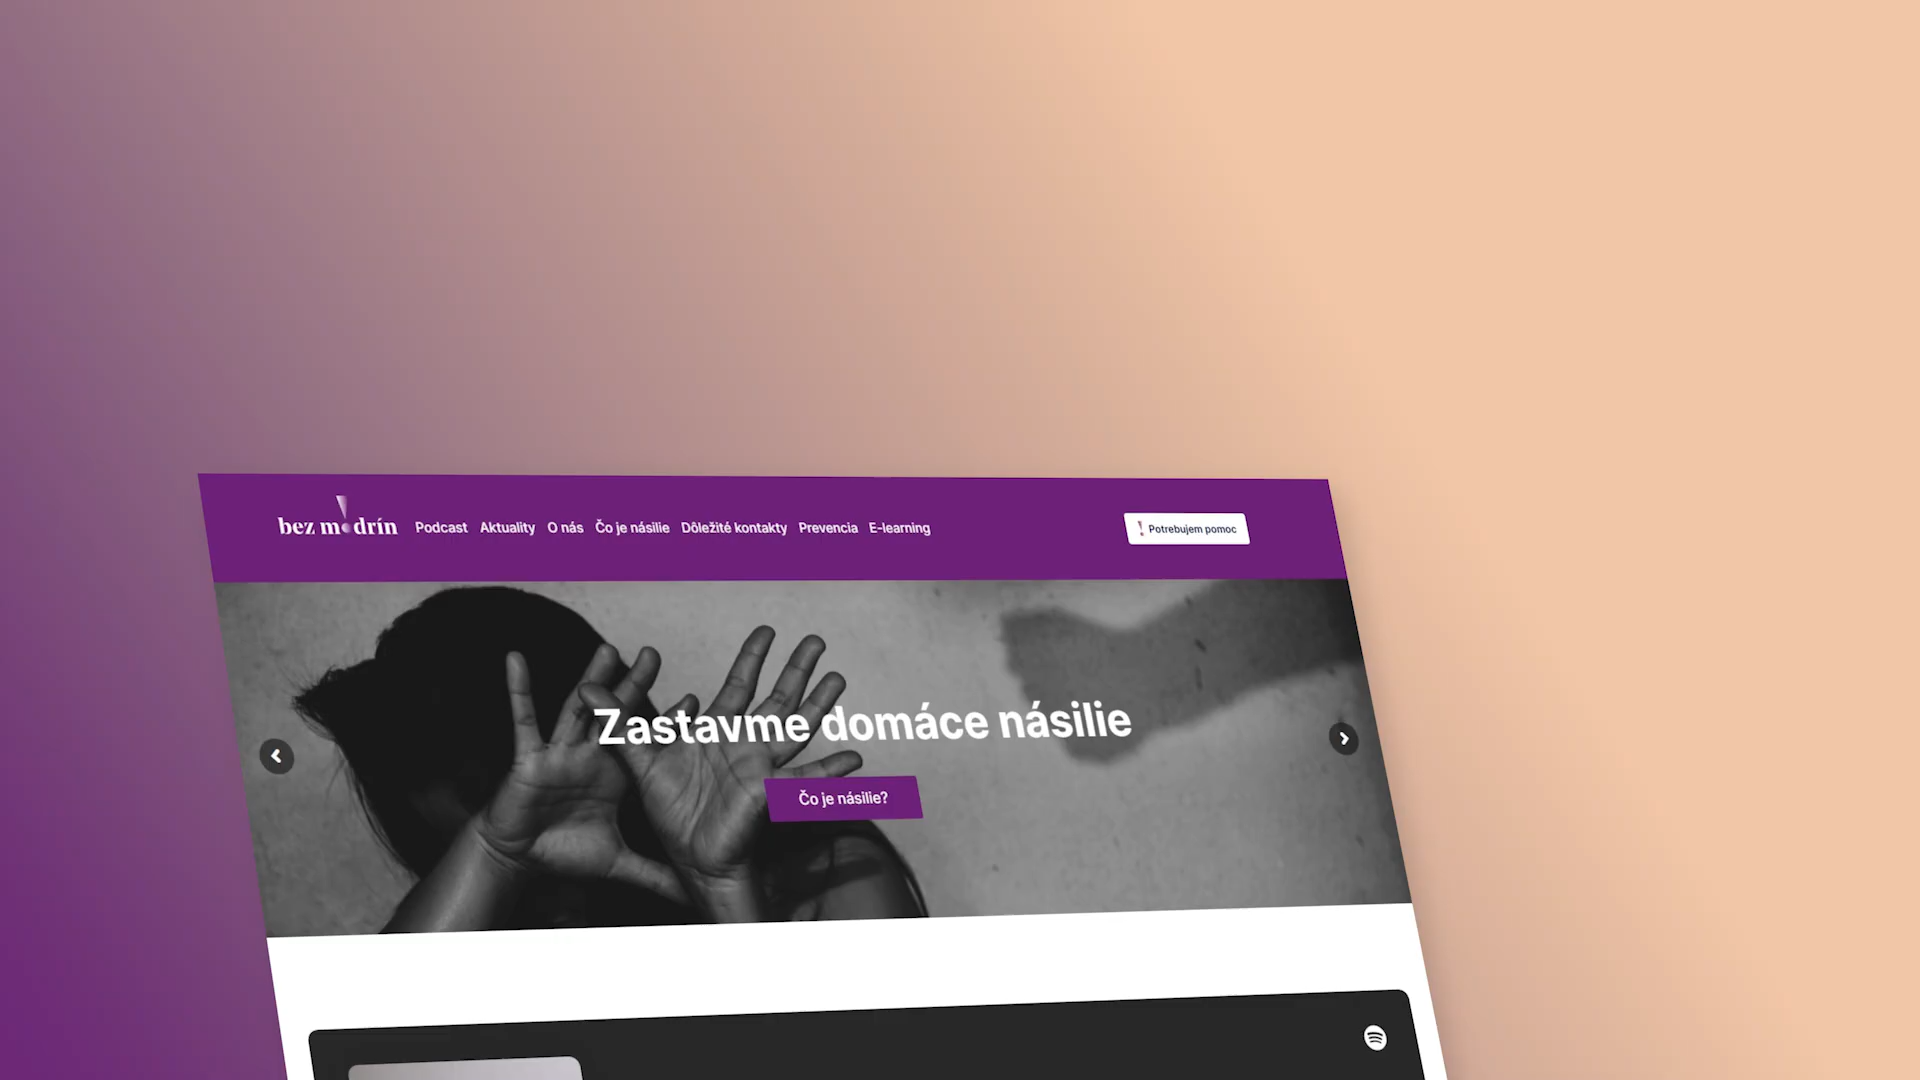 bez m!drín Podcast Aktuality O nás Čo je násilie Dôležité kontakty Prevencia E-learning ! Potrebujem pomoc
Zastavme domáce násilie
Čo je násilie?